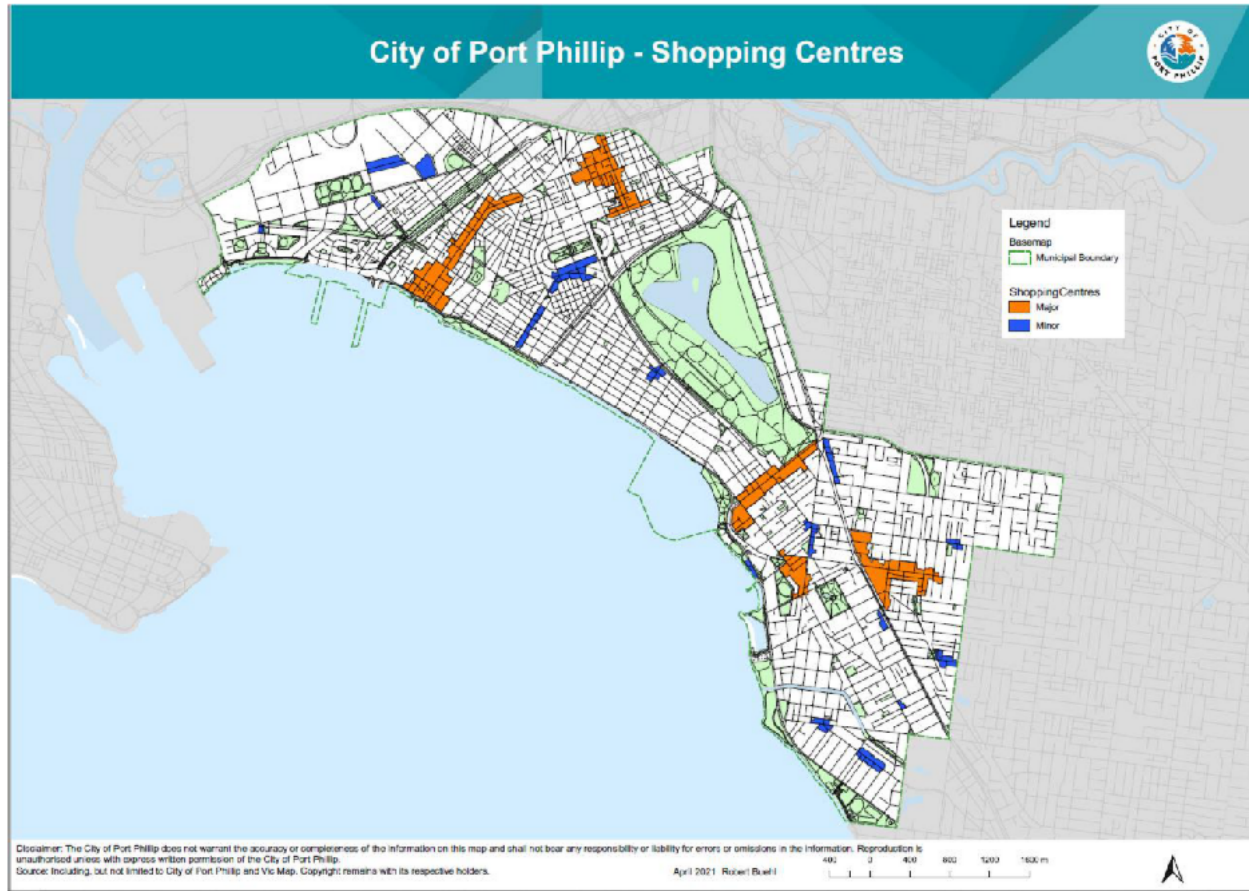 City of Port Phillip - Shopping Centres
CITY OF
PORT PHILLIP
Legend
Basemap
Municipal Boundary
ShoppingCentres
Major
Minor
Disclaimer: The City of Port Phillip does not warrant the accuracy or completeness of the information on this map and shall not bear any responsibility or liability for errors or omissions in the information. Reproduction is
unauthorised unless with express written permission of the City of Port Phillip.
Source: Including, but not limited to City of Port Phillip and Vic Map. Copyright remains with its respective holders.
April 2021 Robert Buehl
400 0 400 800 1200 1600 m